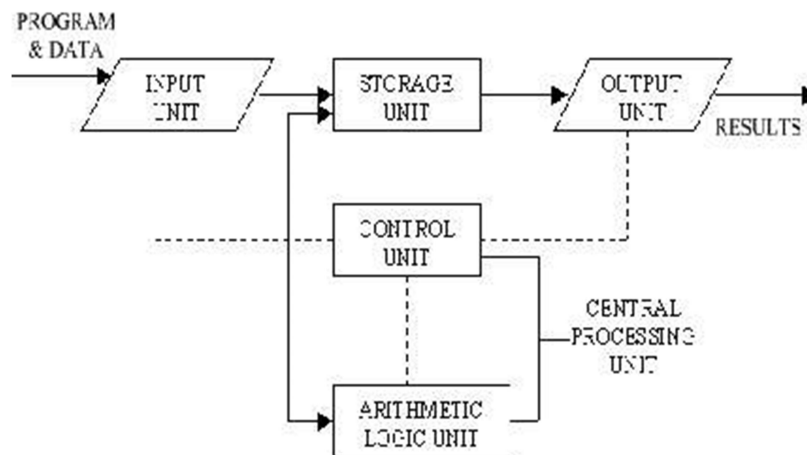 PROGRAM
& DATA
INPUT
UNIT
STORAGE
UNIT
OUTPUT
UNIT
RESULTS
CONTROL
UNIT
CENTRAL
PROCESSING
UNIT
ARITHMETIC
LOGIC UNIT